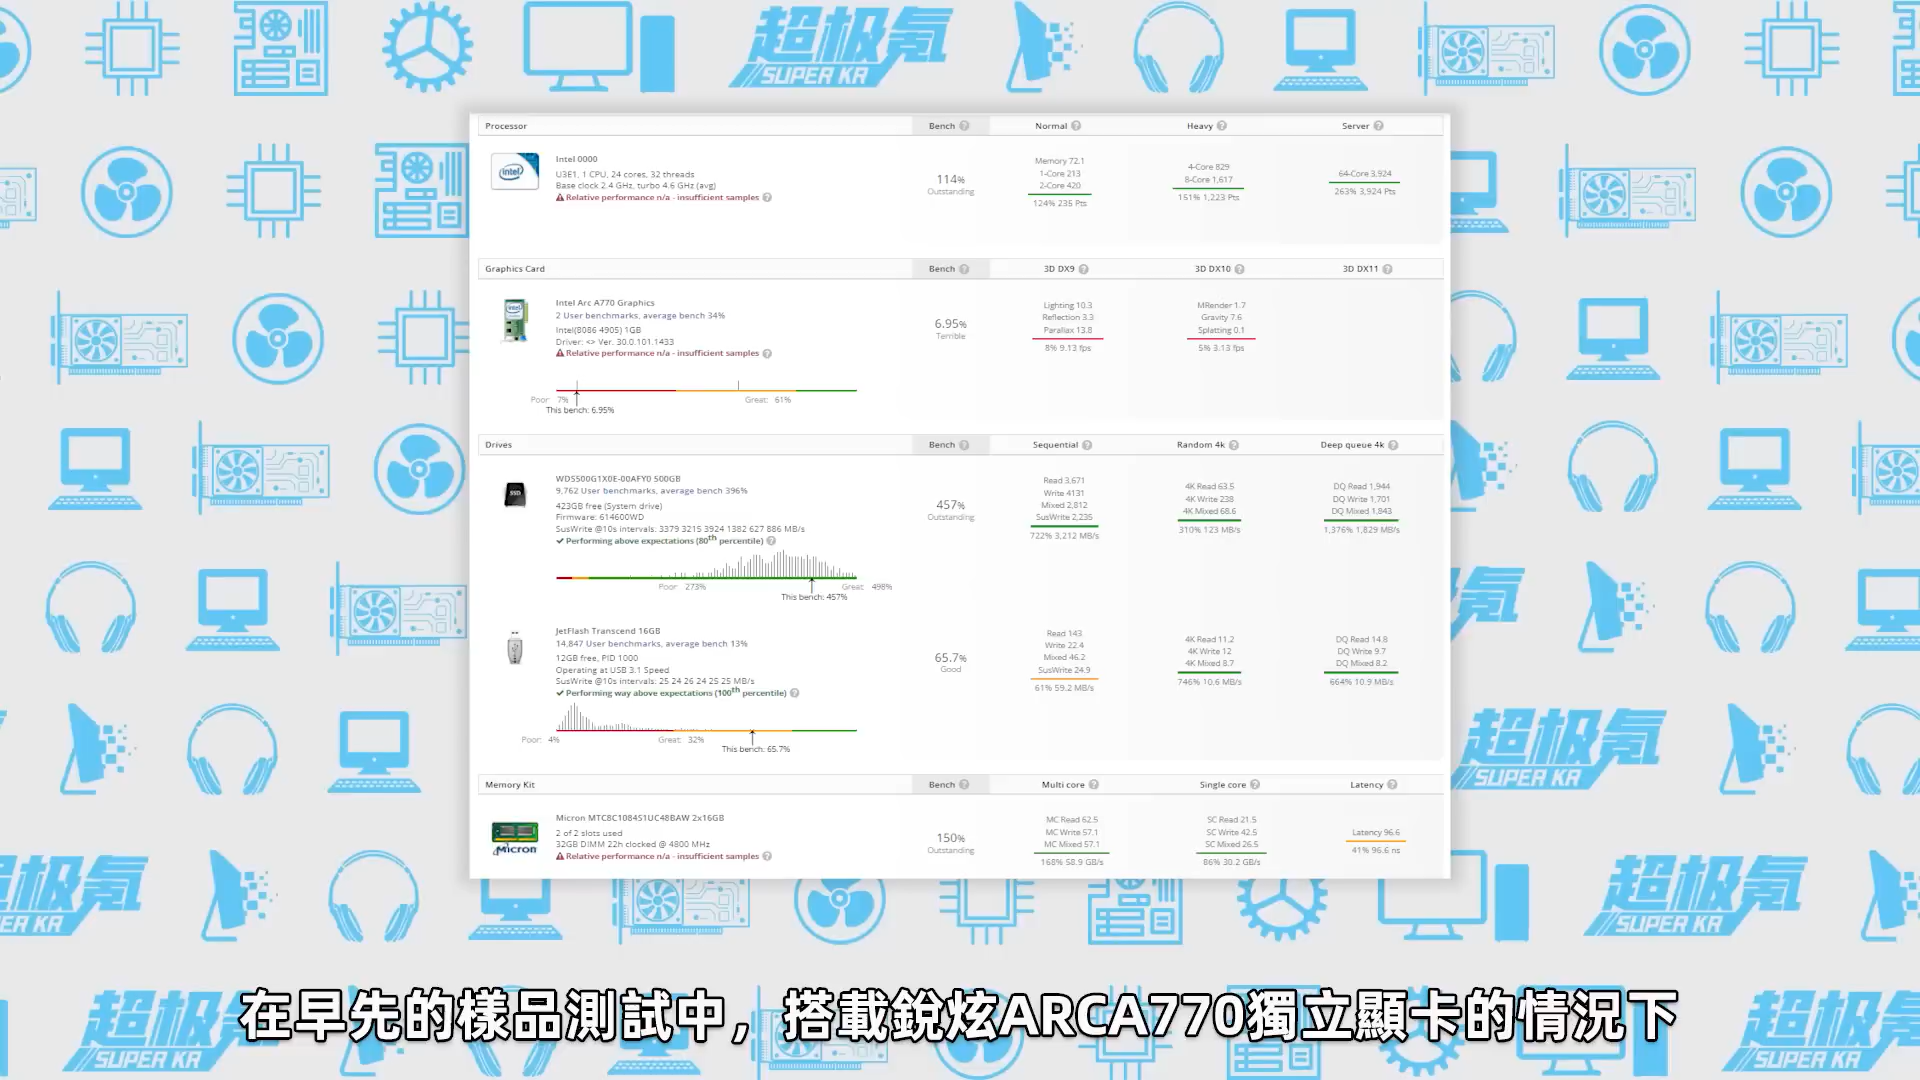 超极氪
SUPER KR
Processor Bench Normal Heavy Server
Intel 0000
U3E1, 1 CPU, 24 cores, 32 threads
Base clock 2.4 GHz, turbo 4.6 GHz (avg)
Relative performance n/a - insufficient samples
114%
Outstanding
Memory 72.1
1-Core 213
2-Core 420
124% 235 Pts
4-Core 829
8-Core 1,617
151% 1,223 Pts
64-Core 3,924
263% 3,924 Pts
Graphics Card Bench 3D DX9 3D DX10 3D DX11
Intel Arc A770 Graphics
2 User benchmarks, average bench 34%
Intel(8086 4905) 1GB
Driver: <> Ver. 30.0.101.1433
Relative performance n/a - insufficient samples
Poor: 7% Great: 61%
This bench: 6.95%
6.95%
Terrible
Lighting 10.3
Reflection 3.3
Parallax 13.8
8% 9.13 fps
MRender 1.7
Gravity 7.6
Splatting 0.1
5% 3.13 fps
Drives Bench Sequential Random 4k Deep queue 4k
WDS500G1X0E-00AFY0 500GB
9,762 User benchmarks, average bench 396%
423GB free (System drive)
Firmware: 614600WD
SusWrite @10s intervals: 3379 3215 3924 1382 627 886 MB/s
Performing above expectations (80th percentile)
Poor: 273% Great: 498%
This bench: 457%
457%
Outstanding
Read 3,671
Write 4131
Mixed 2,812
SusWrite 2,235
722% 3,212 MB/s
4K Read 63.5
4K Write 238
4K Mixed 68.6
310% 123 MB/s
DQ Read 1,944
DQ Write 1,701
DQ Mixed 1,843
1,376% 1,829 MB/s
JetFlash Transcend 16GB
14,847 User benchmarks, average bench 13%
12GB free, PID 1000
Operating at USB 3.1 Speed
SusWrite @10s intervals: 25 24 26 24 25 25 MB/s
Performing way above expectations (100th percentile)
Poor: 4% Great: 32%
This bench: 65.7%
65.7%
Good
Read 143
Write 22.4
Mixed 46.2
SusWrite 24.9
61% 59.2 MB/s
4K Read 11.2
4K Write 12
4K Mixed 8.7
746% 10.6 MB/s
DQ Read 14.8
DQ Write 9.7
DQ Mixed 8.2
664% 10.9 MB/s
Memory Kit Bench Multi core Single core Latency
Micron MTC8C1084S1UC48BAW 2x16GB
2 of 2 slots used
32GB DIMM 22h clocked @ 4800 MHz
Relative performance n/a - insufficient samples
150%
Outstanding
MC Read 62.5
MC Write 57.1
MC Mixed 57.1
168% 58.9 GB/s
SC Read 21.5
SC Write 42.5
SC Mixed 26.5
86% 30.2 GB/s
Latency 96.6
41% 96.6 ns
在早先的樣品測試中，搭載銳炫ARCA770獨立顯卡的情況下